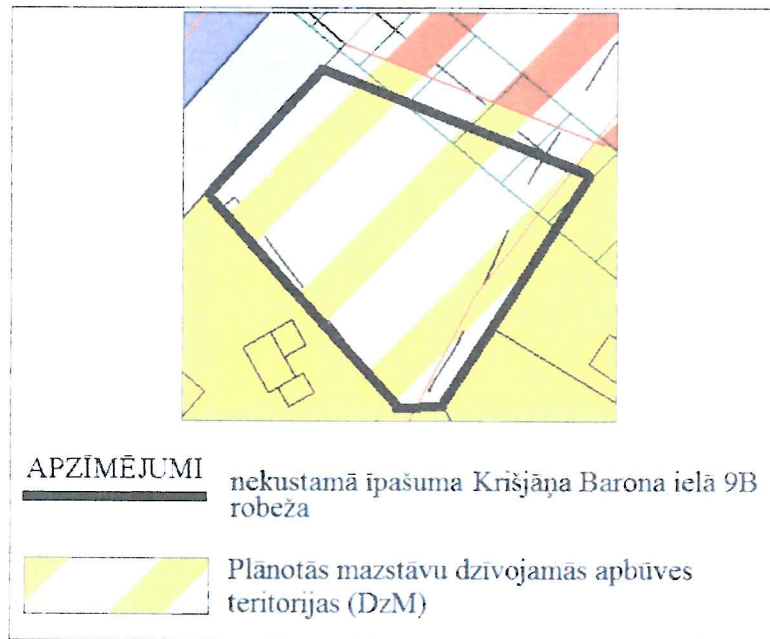 APZĪMĒJUMI
nekustamā īpašuma Krišjāņa Barona ielā 9B
robeža
Plānotās mazstāvu dzīvojamās apbūves
teritorijas (DzM)